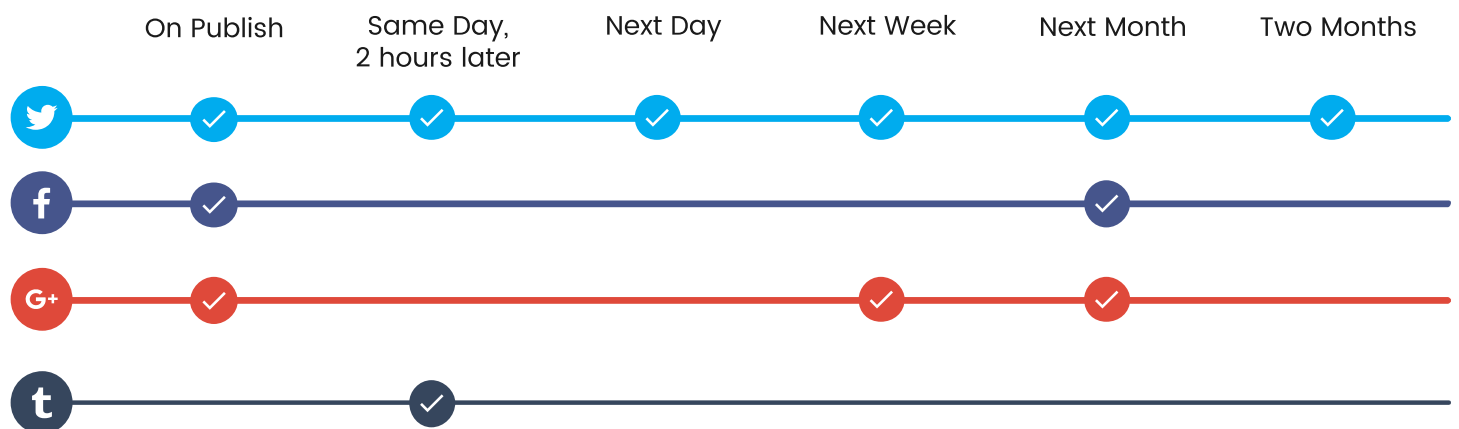 On Publish
Same Day,
2 hours later
Next Day
Next Week
Next Month
Two Months
f
G+
t